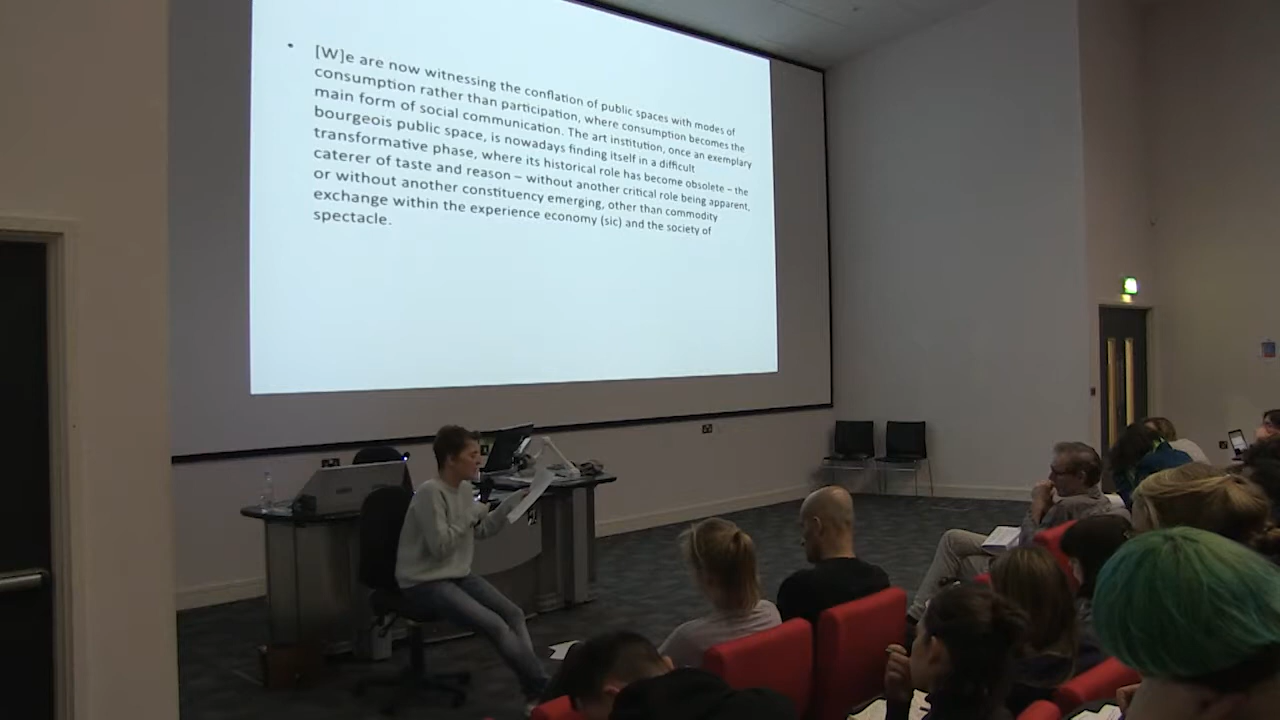 [W]e are now witnessing the conflation of public spaces with modes of
consumption rather than participation, where consumption becomes the
main form of social communication. The art institution, once an exemplary
bourgeois public space, is nowadays finding itself in a difficult
transformative phase, where its historical role has become obsolete – the
caterer of taste and reason – without another critical role being apparent,
or without another constituency emerging, other than commodity
exchange within the experience economy (sic) and the society of
spectacle.